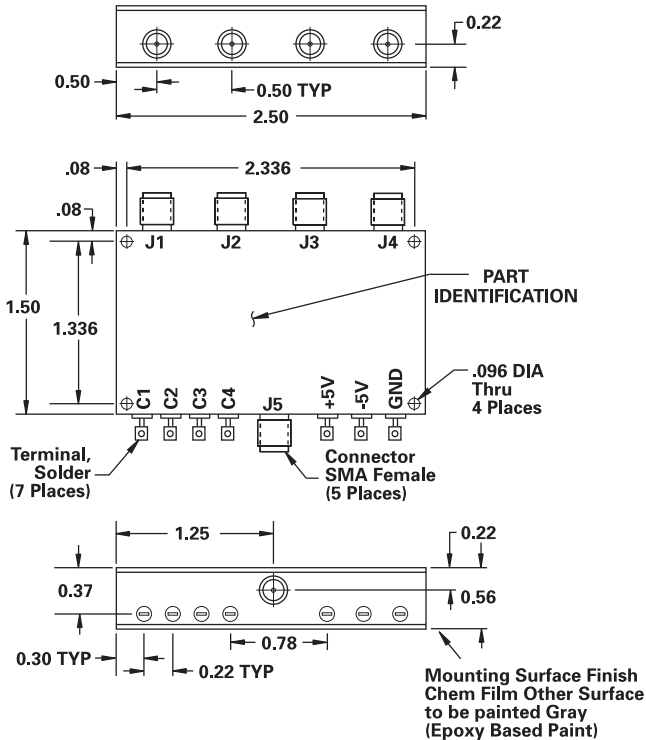 0.22
0.50
0.50 TYP
2.50
.08
2.336
.08
J1
J2
J3
J4
PART
IDENTIFICATION
1.50
1.336
C1
C2
C3
C4
J5
+5V
-5V
GND
.096 DIA
Thru
4 Places
Terminal,
Solder
(7 Places)
Connector
SMA Female
(5 Places)
1.25
0.22
0.37
0.56
0.78
0.30 TYP
0.22 TYP
Mounting Surface Finish
Chem Film Other Surface
to be painted Gray
(Epoxy Based Paint)